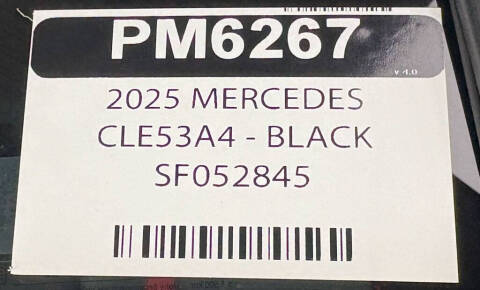 PM6267
v 4.0
2025 MERCEDES
CLE53A4 - BLACK
SF052845